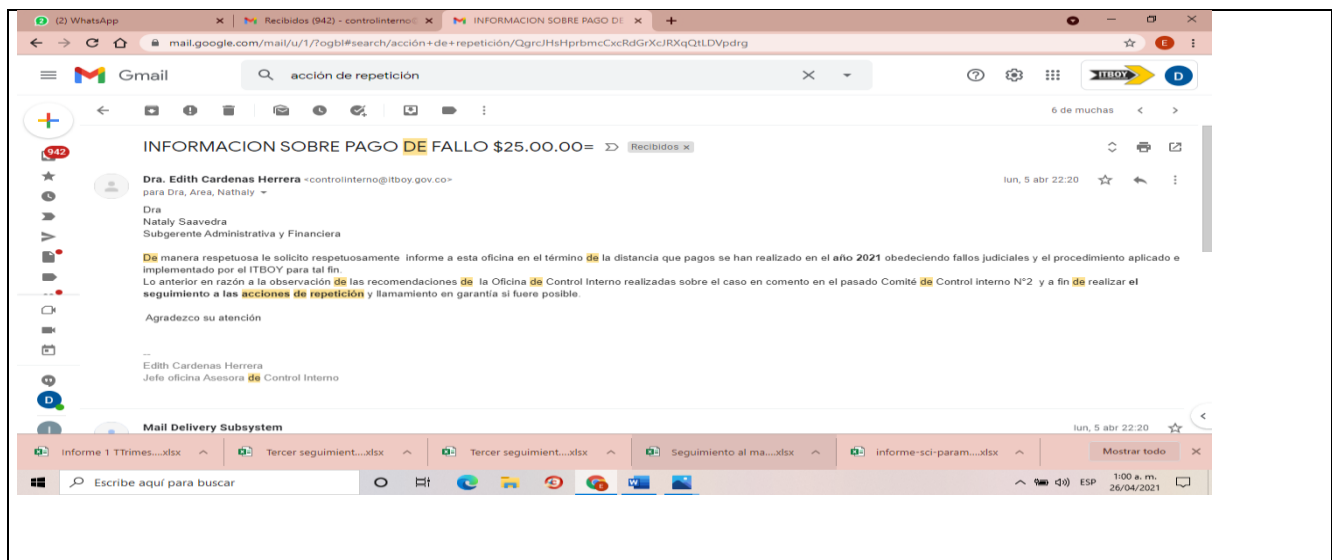 (2) WhatsApp
Recibidos (942) - controlinterno
INFORMACION SOBRE PAGO DE
mail.google.com/mail/u/1/?ogbl#search/acción+de+repetición/QgrcJHsHprbmcCxcRdGrXcJRXqQtLDVpdrg
E
Gmail
acción de repetición
ITBOY
D
6 de muchas
942
INFORMACION SOBRE PAGO DE FALLO $25.00.00=
Recibidos x
Dra. Edith Cardenas Herrera <controlinterno@itboy.gov.co>
lun, 5 abr 22:20
para Dra, Area, Nathaly
Dra
Nataly Saavedra
Subgerente Administrativa y Financiera
De manera respetuosa le solicito respetuosamente informe a esta oficina en el término de la distancia que pagos se han realizado en el año 2021 obedeciendo fallos judiciales y el procedimiento aplicado e
implementado por el ITBOY para tal fin.
Lo anterior en razón a la observación de las recomendaciones de la Oficina de Control Interno realizadas sobre el caso en comento en el pasado Comité de Control interno N°2 y a fin de realizar el
seguimiento a las acciones de repetición y llamamiento en garantía si fuere posible.
Agradezco su atención
--
Edith Cardenas Herrera
Jefe oficina Asesora de Control Interno
D
Mail Delivery Subsystem
lun, 5 abr 22:20
Informe 1 TTrimes....xlsx
Tercer seguimient....xlsx
Tercer seguimient....xlsx
Seguimiento al ma....xlsx
informe-sci-param....xlsx
Mostrar todo
Escribe aquí para buscar
ESP
1:00 a. m.
26/04/2021